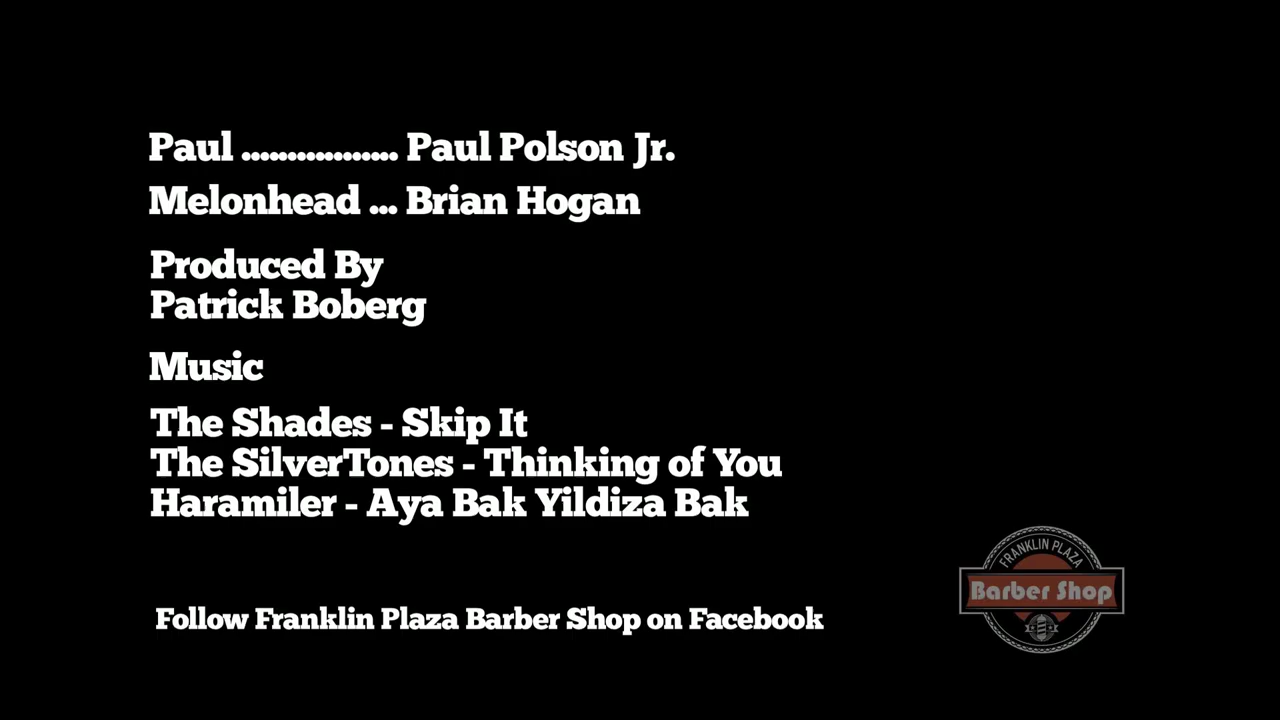 Paul ................. Paul Polson Jr.
Melonhead ... Brian Hogan
Produced By
Patrick Boberg
Music
The Shades - Skip It
The SilverTones - Thinking of You
Haramiler - Aya Bak Yildiza Bak
FRANKLIN PLAZA
Barber Shop
Follow Franklin Plaza Barber Shop on Facebook